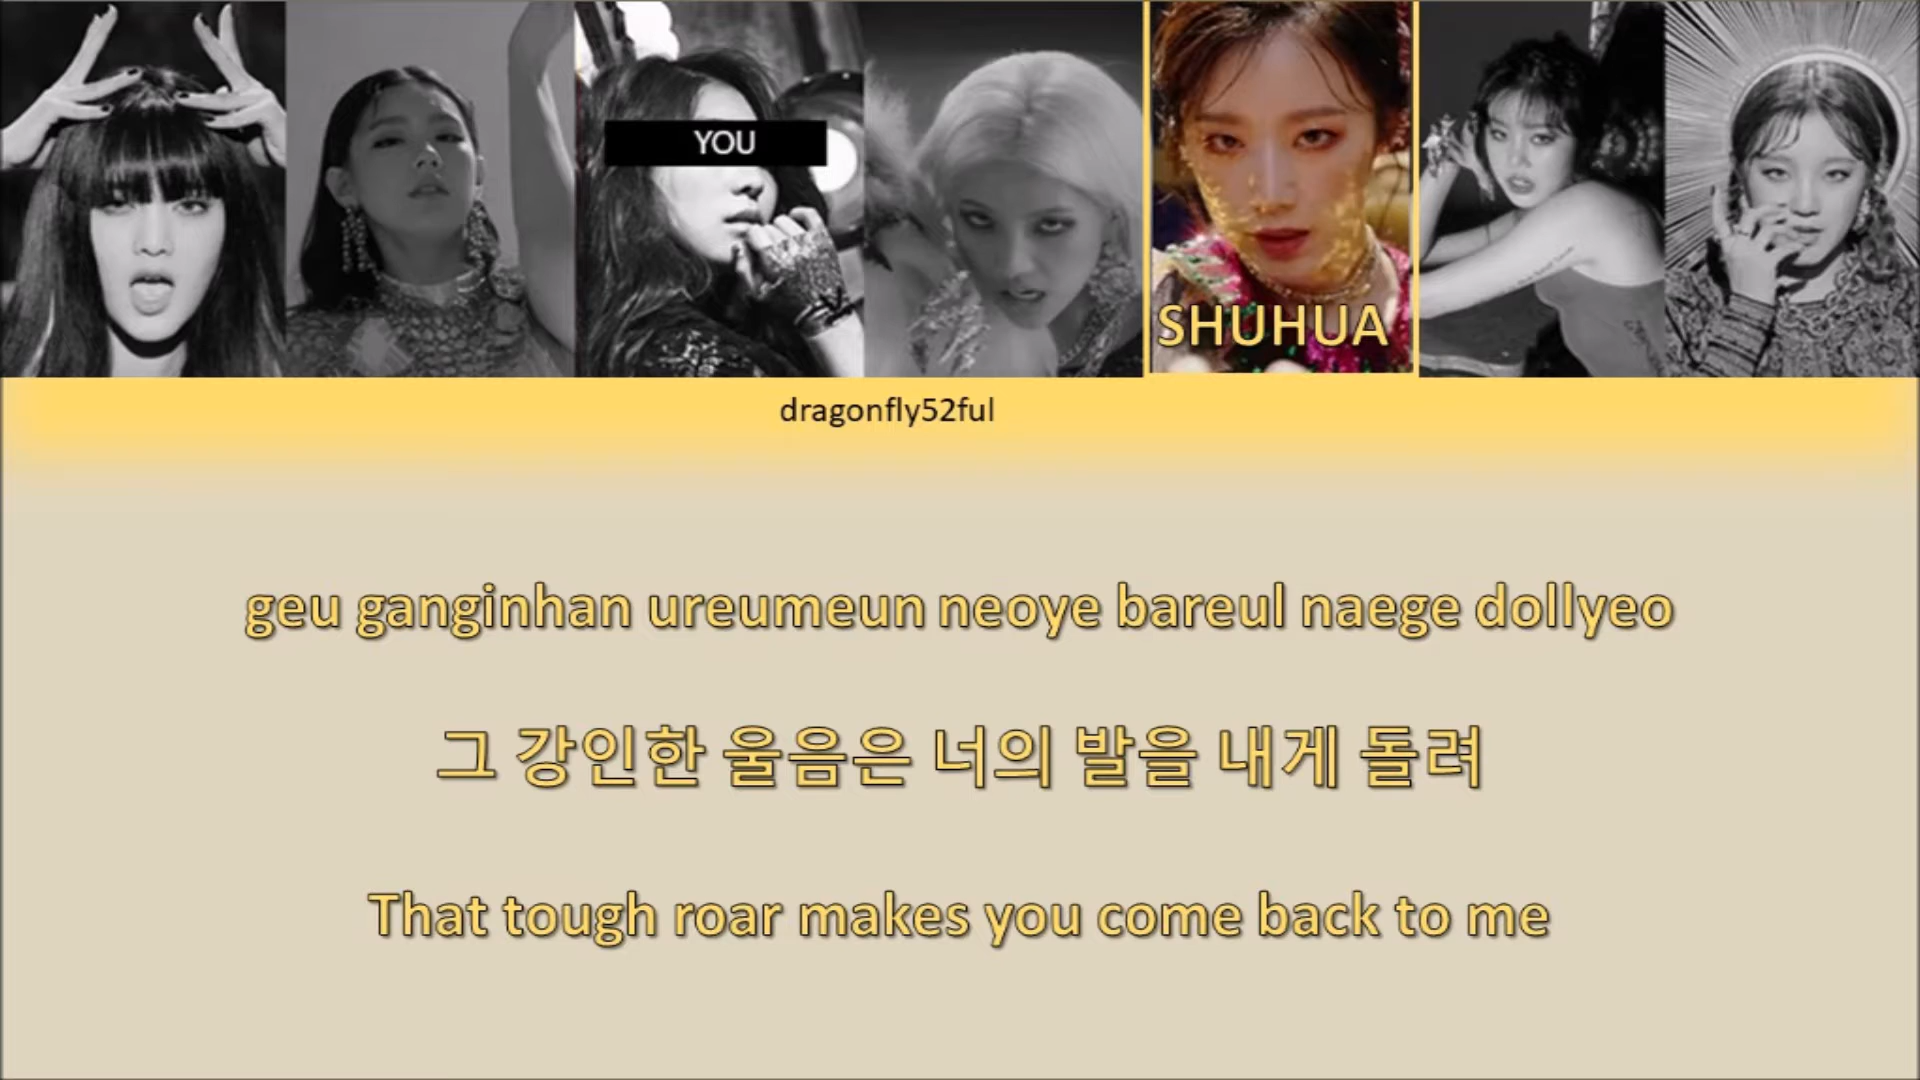 YOU
SHUHUA
dragonfly52ful
geu ganginhan ureumeun neoye bareul naege dollyeo
그 강인한 울음은 너의 발을 내게 돌려
That tough roar makes you come back to me